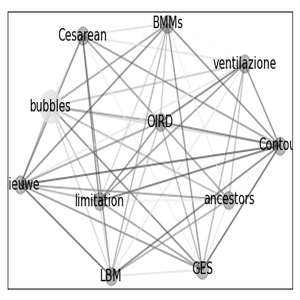 BMMs
Cesarean
ventilazione
bubbles
OIRD
Contou
ieuwe
limitation
ancestors
GES
LBM